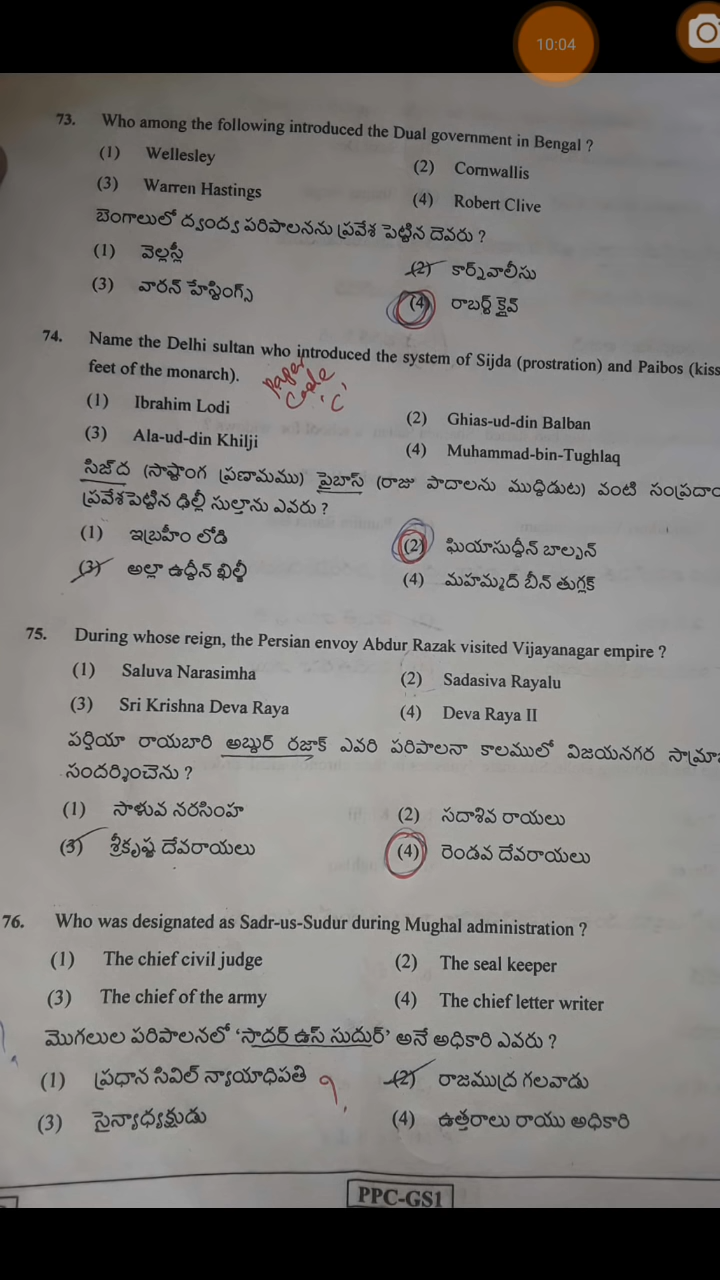 10:04
73. Who among the following introduced the Dual government in Bengal ?
(1) Wellesley (2) Cornwallis
(3) Warren Hastings (4) Robert Clive
బెంగాలులో ద్వంద్వ పరిపాలనను ప్రవేశ పెట్టిన దెవరు ?
(1) వెల్లస్లీ (2) కార్న్‌వాలీసు
(3) వారన్ హేస్టింగ్స్ (4) రాబర్ట్ క్లైవ్
74. Name the Delhi sultan who introduced the system of Sijda (prostration) and Paibos (kiss
feet of the monarch).
paper
code 'C'
(1) Ibrahim Lodi (2) Ghias-ud-din Balban
(3) Ala-ud-din Khilji (4) Muhammad-bin-Tughlaq
సిజ్‌ద (సాష్టాంగ ప్రణామము) పైబాస్ (రాజు పాదాలను ముద్దిడుట) వంటి
ప్రవేశపెట్టిన ఢిల్లీ సుల్తాను ఎవరు ?
(1) ఇబ్రహీం లోడి (2) ఘియాసుద్దీన్ బాల్బన్
(3) అల్లా ఉద్దీన్ ఖిల్జీ (4) మహమ్మద్ బీన్ తుగ్లక్
75. During whose reign, the Persian envoy Abdur Razak visited Vijayanagar empire ?
(1) Saluva Narasimha (2) Sadasiva Rayalu
(3) Sri Krishna Deva Raya (4) Deva Raya II
పర్షియా రాయబారి అబ్దుర్ రజ్జాక్ ఎవరి పరిపాలనా కాలములో విజయనగర
సందర్శించెను ?
(1) సాళువ నరసింహ (2) సదాశివ రాయలు
(3) శ్రీకృష్ణ దేవరాయలు (4) రెండవ దేవరాయలు
76. Who was designated as Sadr-us-Sudur during Mughal administration ?
(1) The chief civil judge (2) The seal keeper
(3) The chief of the army (4) The chief letter writer
మొగలుల పరిపాలనలో 'సాదర్ ఉస్ సుదుర్' అనే అధికారి ఎవరు ?
(1) ప్రధాన సివిల్ న్యాయాధిపతి (2) రాజముద్ర గలవాడు
(3) సైన్యాధ్యక్షుడు (4) ఉత్తరాలు రాయు అధికారి
PPC-GS1